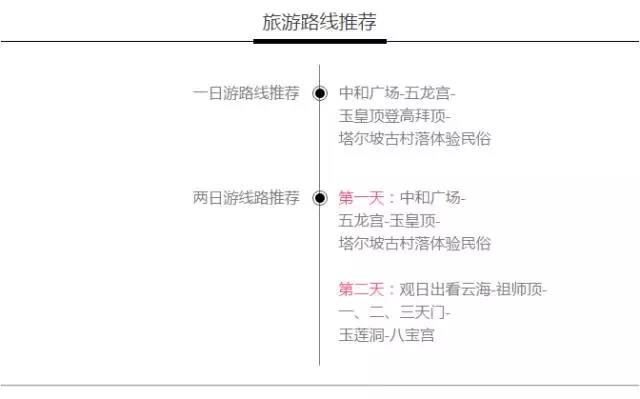 旅游路线推荐
一日游路线推荐
中和广场-五龙宫-
玉皇顶登高拜顶-
塔尔坡古村落体验民俗
两日游线路推荐
第一天：中和广场-
五龙宫-玉皇顶-
塔尔坡古村落体验民俗
第二天：观日出看云海-祖师顶-
一、二、三天门-
玉莲洞-八宝宫